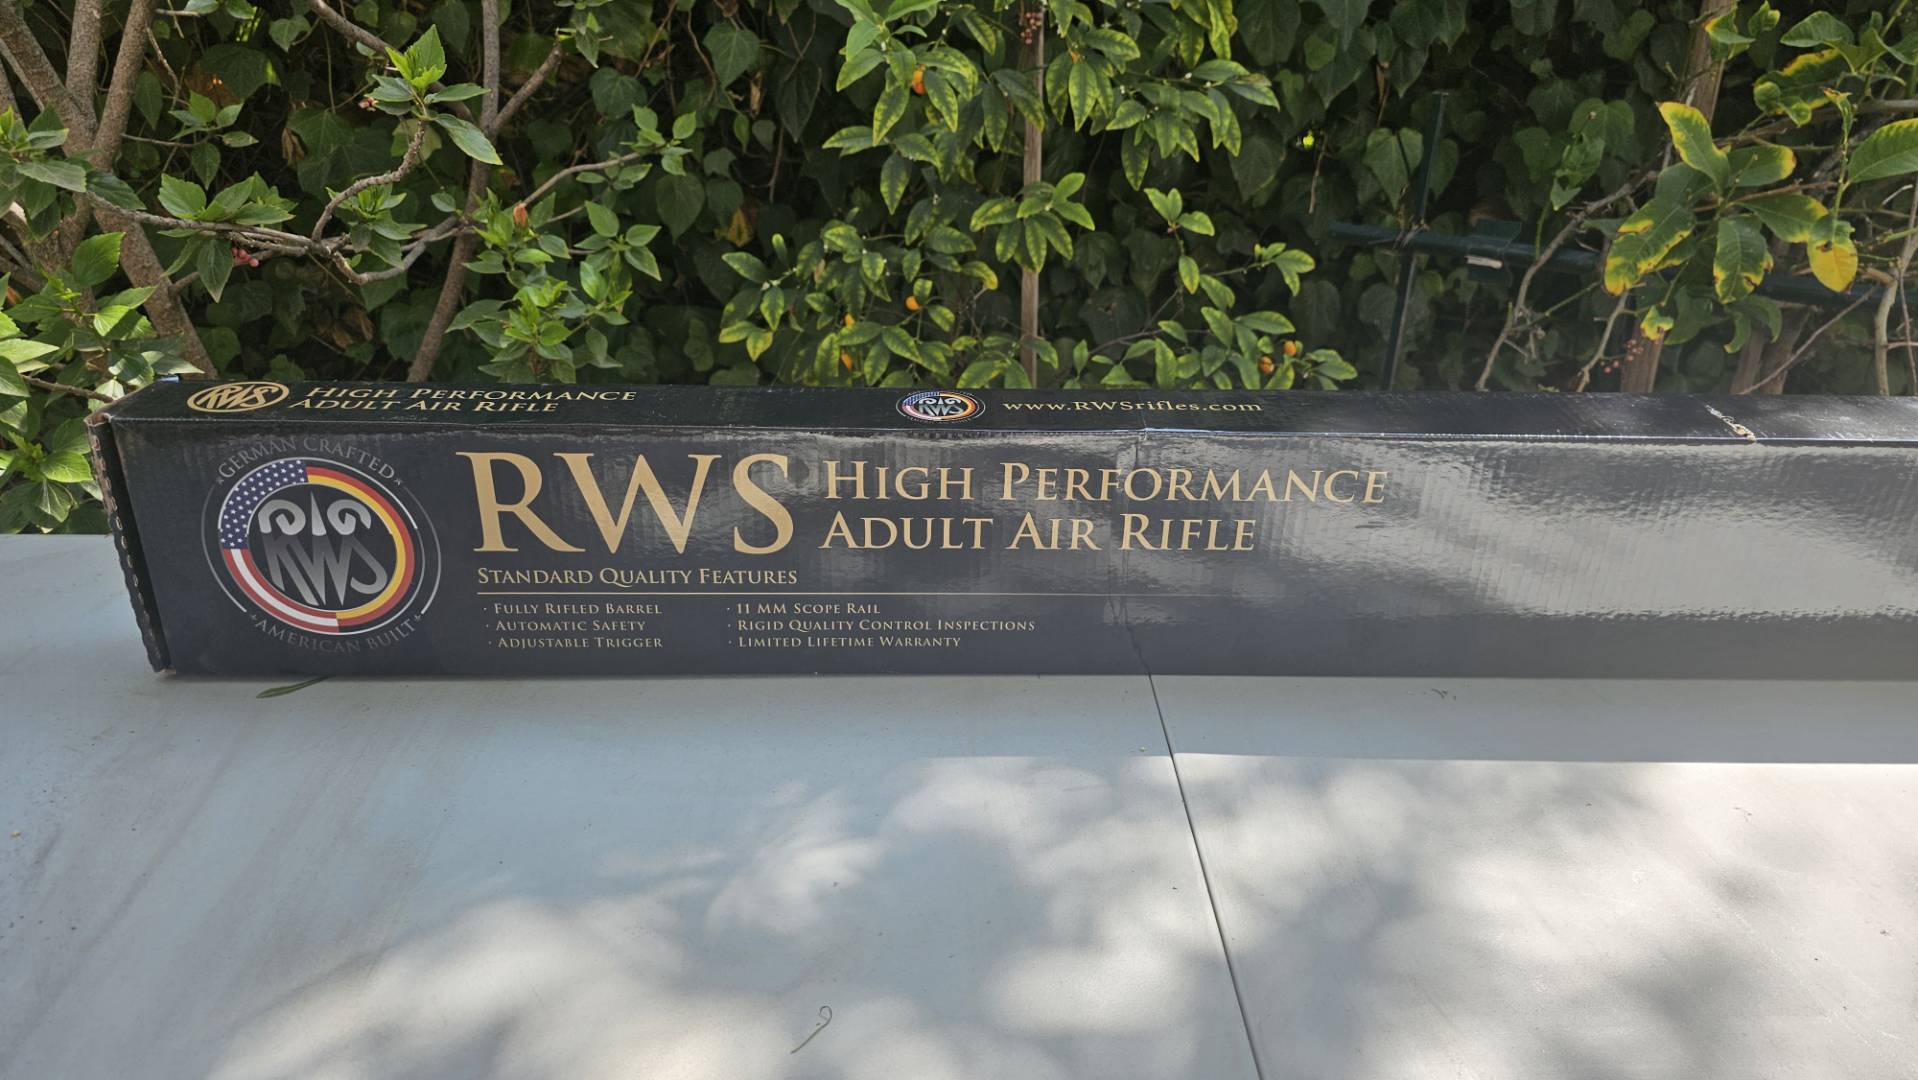 RWS
HIGH PERFORMANCE
ADULT AIR RIFLE
RWS
www.RWSrifles.com
GERMAN CRAFTED
RWS
AMERICAN BUILT
RWS
HIGH PERFORMANCE
ADULT AIR RIFLE
STANDARD QUALITY FEATURES
· FULLY RIFLED BARREL
· AUTOMATIC SAFETY
· ADJUSTABLE TRIGGER
· 11 MM SCOPE RAIL
· RIGID QUALITY CONTROL INSPECTIONS
· LIMITED LIFETIME WARRANTY